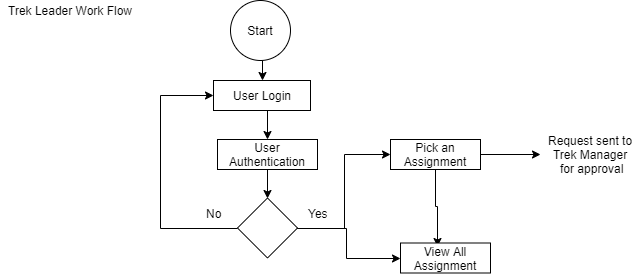 Trek Leader Work Flow
Start
User Login
User
Authentication
No
Yes
Pick an
Assignment
Request sent to
Trek Manager
for approval
View All
Assignment